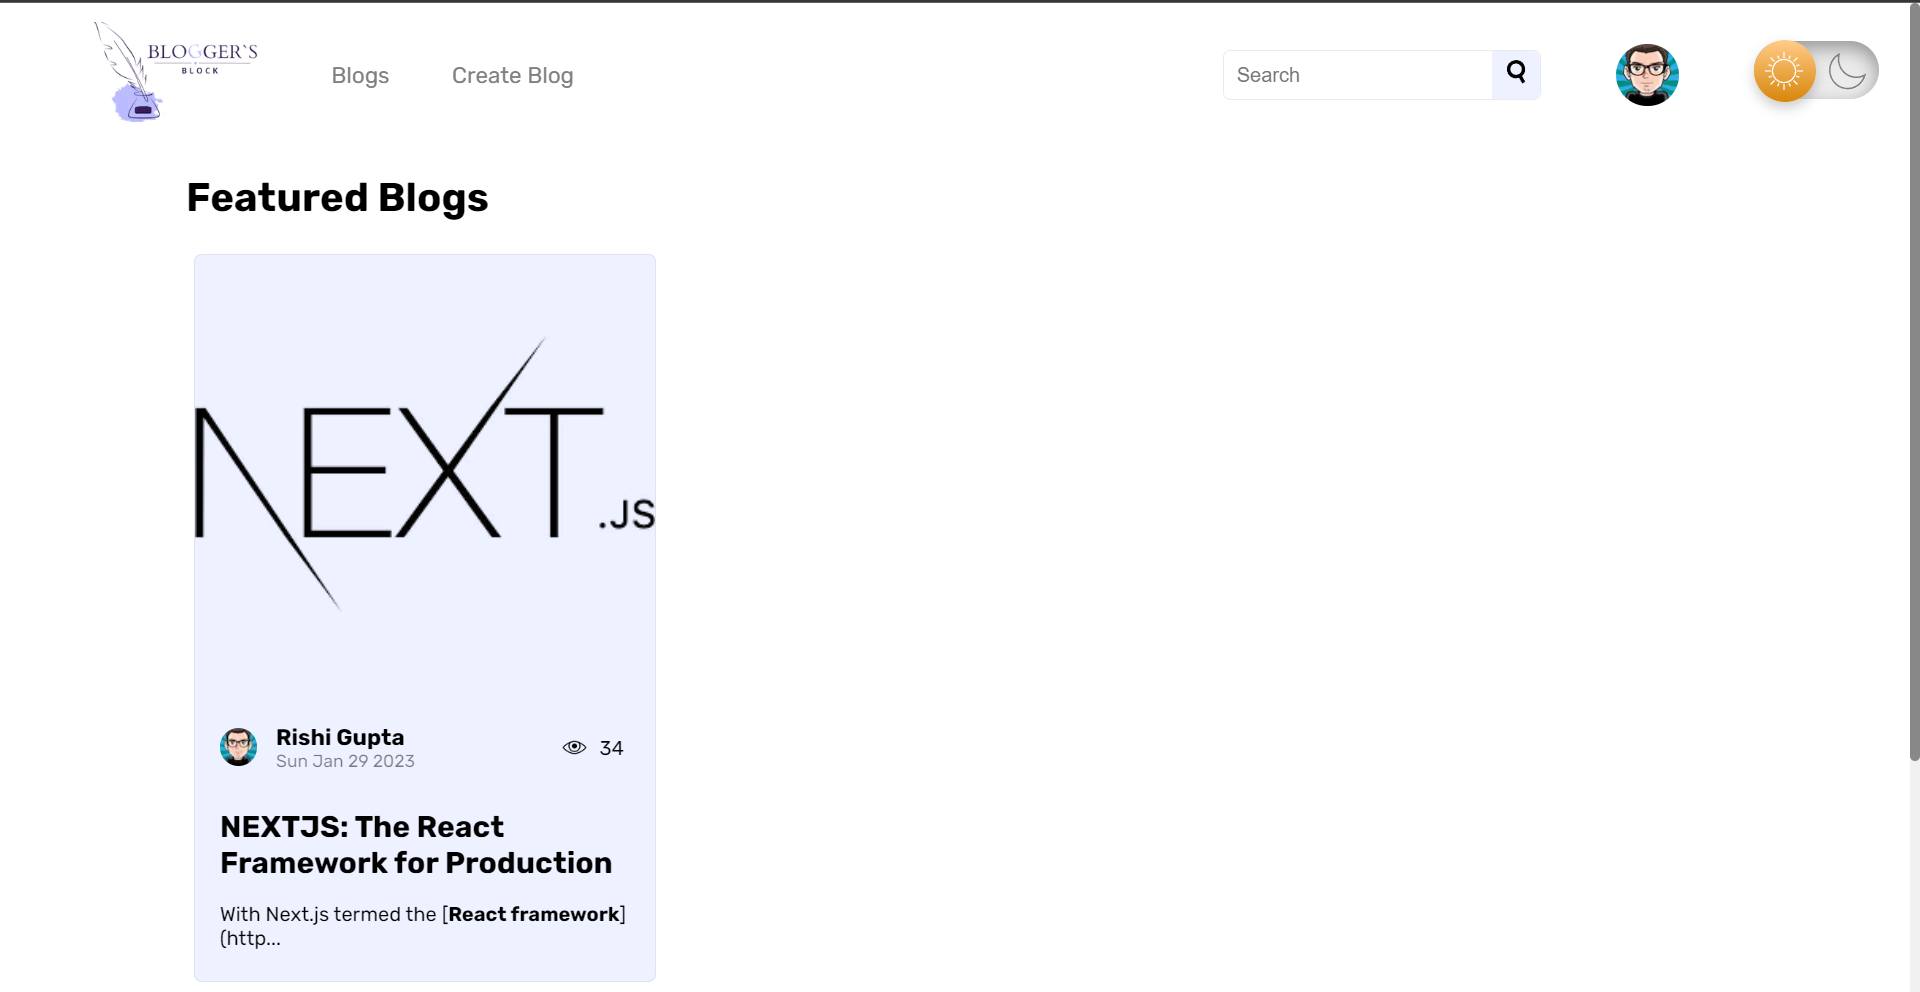 BLOGGER`S
BLOCK
Blogs
Create Blog
Search
Featured Blogs
NEXT
.JS
Rishi Gupta
Sun Jan 29 2023
34
NEXTJS: The React
Framework for Production
With Next.js termed the [React framework]
(http...